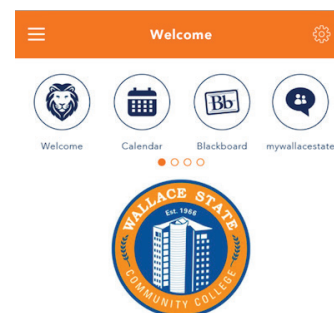 Welcome
Bb
Welcome Calendar Blackboard mywallacestate
WALLACE STATE
Est. 1966
COMMUNITY COLLEGE